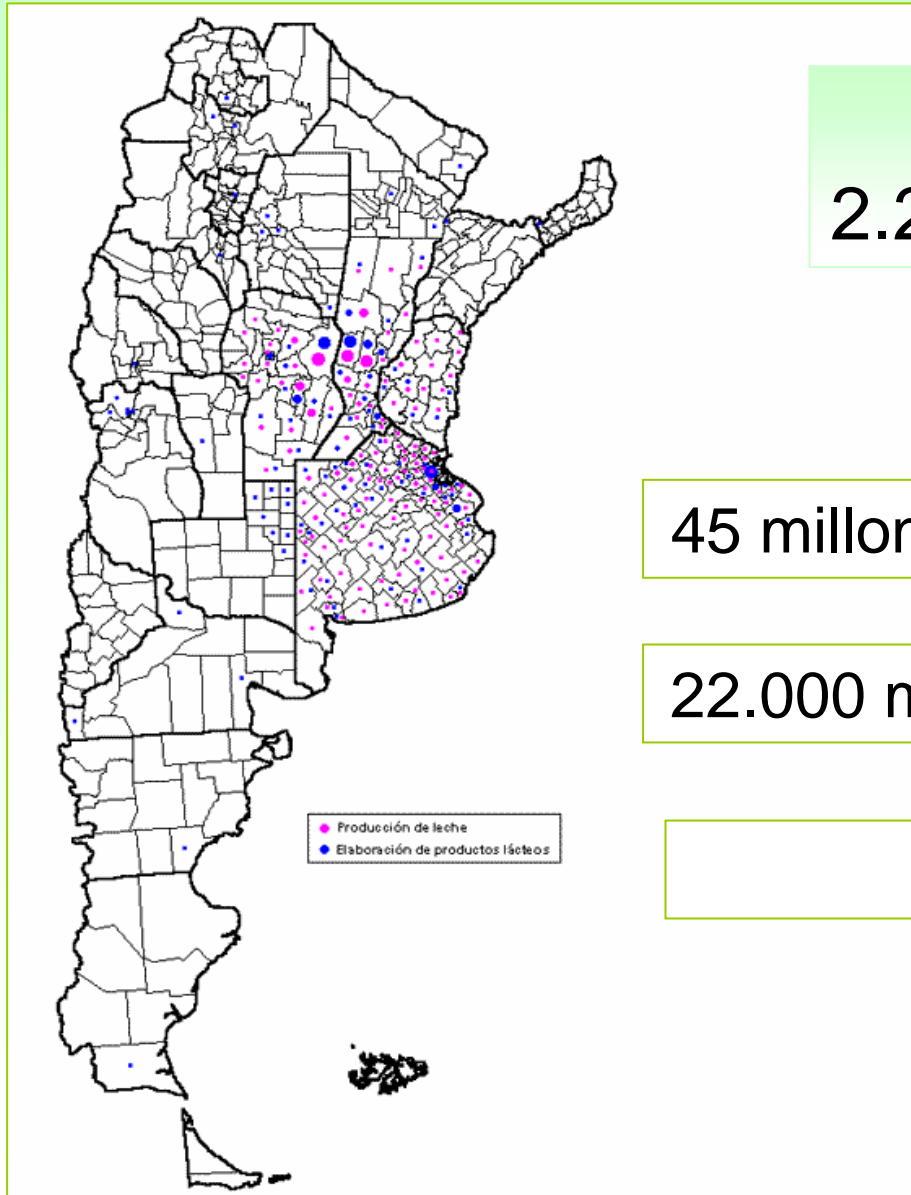 2.2
45 millon
22.000 m
Producción de leche
Elaboración de productos lácteos